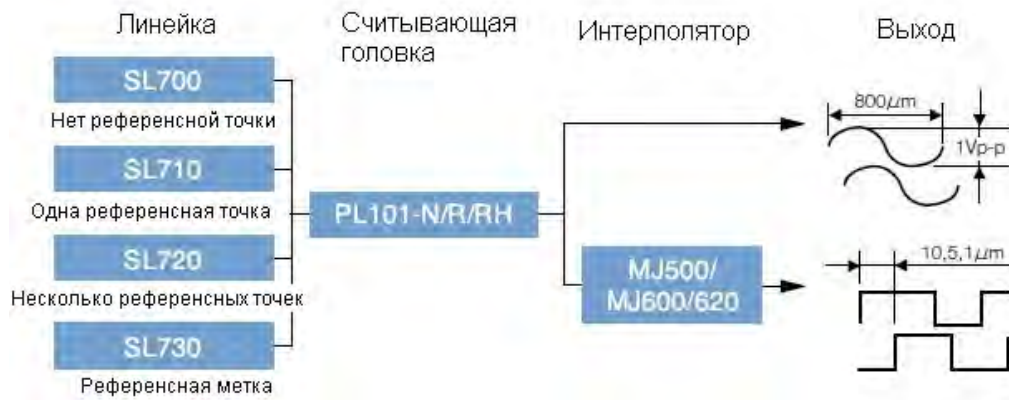 Линейка
Считывающая
головка
Интерполятор
Выход
SL700
Нет референсной точки
SL710
Одна референсная точка
SL720
Несколько референсных точек
SL730
Референсная метка
PL101-N/R/RH
MJ500/
MJ600/620
800μm
1Vp-p
10,5,1μm